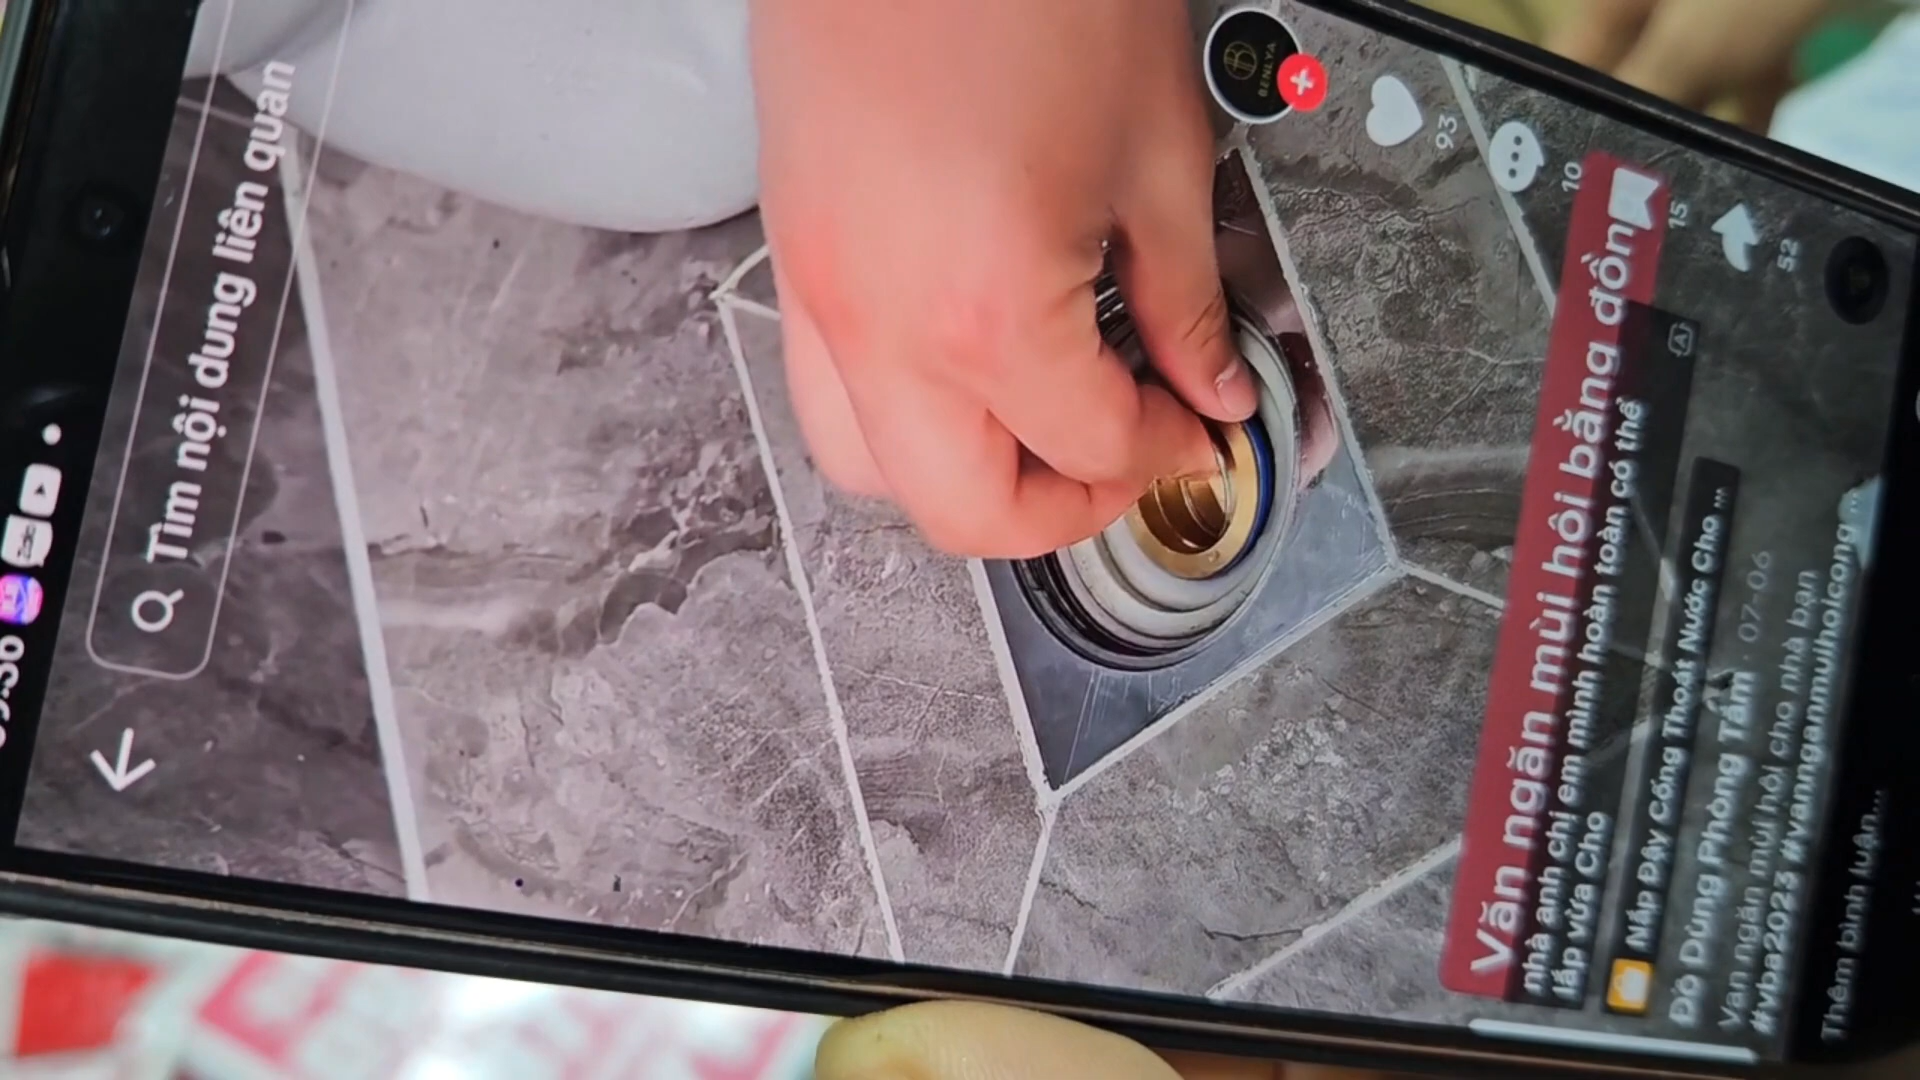 Tìm nội dung liên quan
BENLYA
93
10
15
52
Văn ngăn mùi hôi bằng đồn
nhà anh chị em mình hoàn toàn có thể
lắp vừa Cho
Nắp Đậy Cống Thoát Nước Cho ...
Đồ Dùng Phòng Tắm · 07-06
Van ngăn mùi hôi cho nhà bạn
#vba2023 #vannganmuihoicong ...
Thêm bình luận...